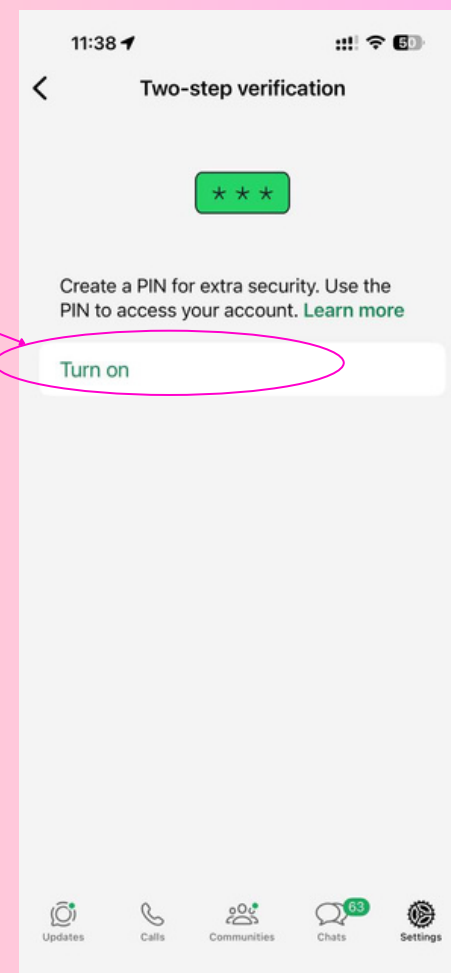 11:38
50
Two-step verification
***
Create a PIN for extra security. Use the
PIN to access your account. Learn more
Turn on
63
Updates
Calls
Communities
Chats
Settings